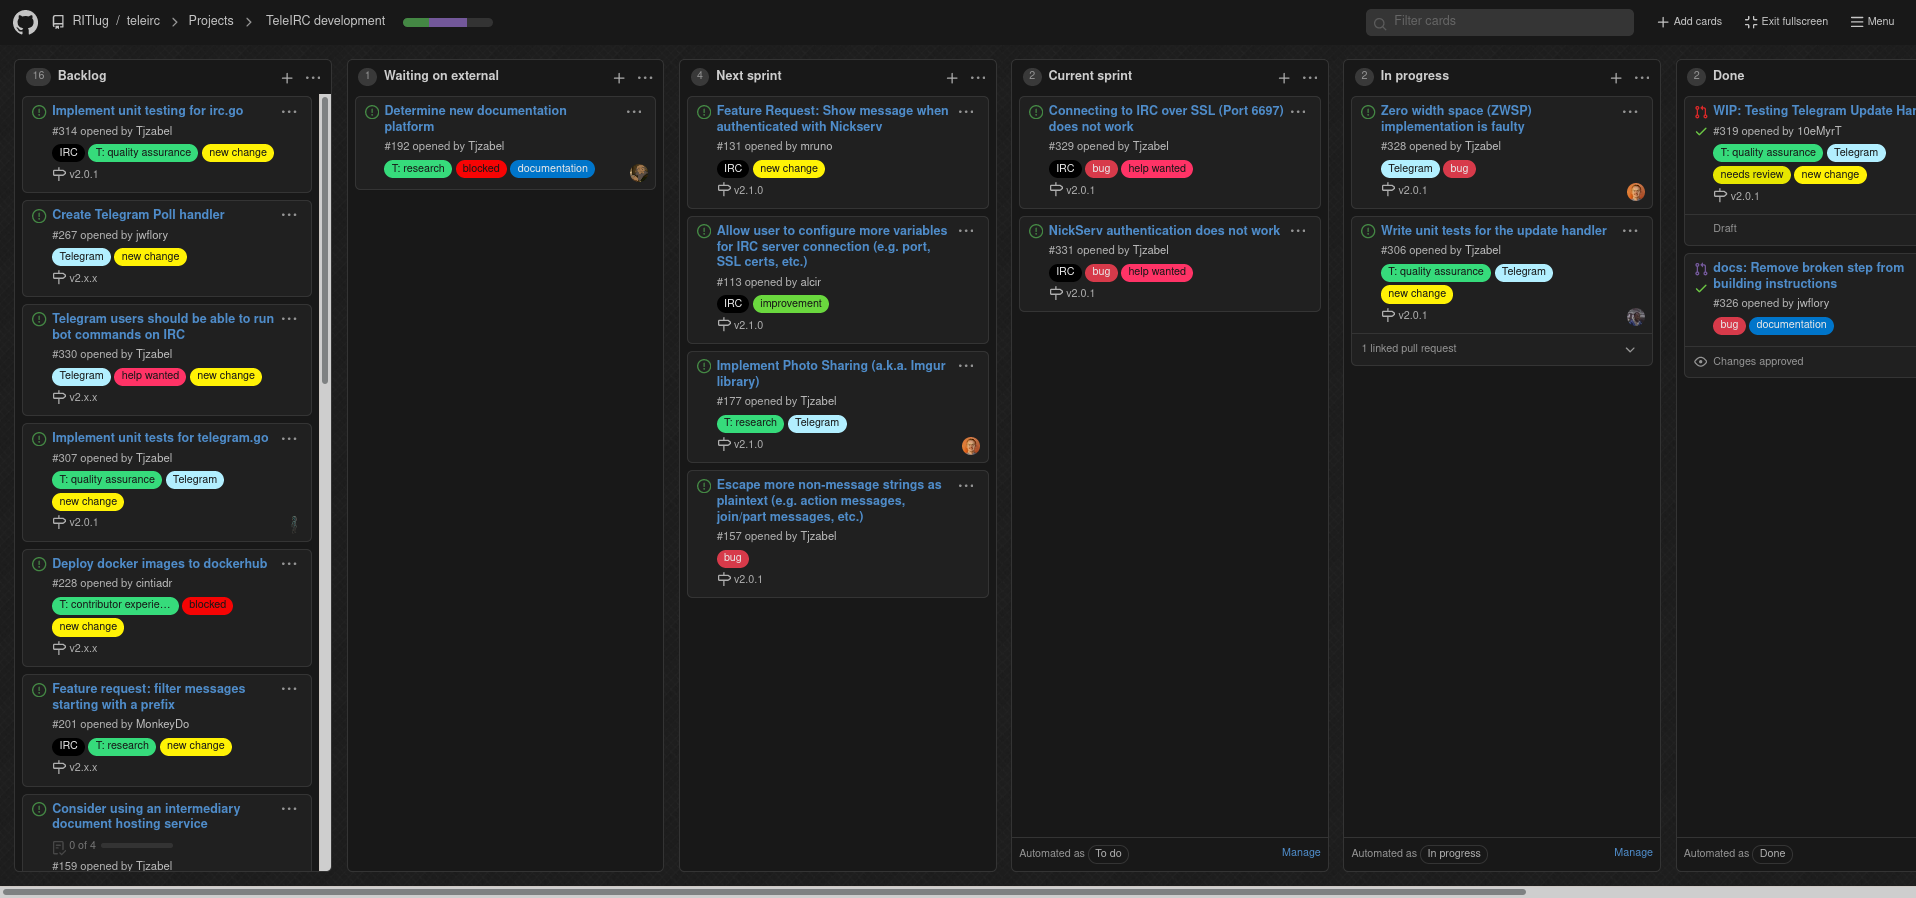 RITlug / teleirc > Projects > TeleIRC development
Filter cards
Add cards
Exit fullscreen
Menu
16 Backlog
Implement unit testing for irc.go
#314 opened by Tjzabel
IRC T: quality assurance new change
v2.0.1
Create Telegram Poll handler
#267 opened by jwflory
Telegram new change
v2.x.x
Telegram users should be able to run
bot commands on IRC
#330 opened by Tjzabel
Telegram help wanted new change
v2.x.x
Implement unit tests for telegram.go
#307 opened by Tjzabel
T: quality assurance Telegram
new change
v2.0.1
Deploy docker images to dockerhub
#228 opened by cintiadr
T: contributor experie... blocked
new change
v2.x.x
Feature request: filter messages
starting with a prefix
#201 opened by MonkeyDo
IRC T: research new change
v2.x.x
Consider using an intermediary
document hosting service
0 of 4
#159 opened by Tjzabel
1 Waiting on external
Determine new documentation
platform
#192 opened by Tjzabel
T: research blocked documentation
4 Next sprint
Feature Request: Show message when
authenticated with Nickserv
#131 opened by mruno
IRC new change
v2.1.0
Allow user to configure more variables
for IRC server connection (e.g. port,
SSL certs, etc.)
#113 opened by alcir
IRC improvement
v2.1.0
Implement Photo Sharing (a.k.a. Imgur
library)
#177 opened by Tjzabel
T: research Telegram
v2.1.0
Escape more non-message strings as
plaintext (e.g. action messages,
join/part messages, etc.)
#157 opened by Tjzabel
bug
v2.0.1
2 Current sprint
Connecting to IRC over SSL (Port 6697)
does not work
#329 opened by Tjzabel
IRC bug help wanted
v2.0.1
NickServ authentication does not work
#331 opened by Tjzabel
IRC bug help wanted
v2.0.1
Automated as To do Manage
2 In progress
Zero width space (ZWSP)
implementation is faulty
#328 opened by Tjzabel
Telegram bug
v2.0.1
Write unit tests for the update handler
#306 opened by Tjzabel
T: quality assurance Telegram
new change
v2.0.1
1 linked pull request
Automated as In progress Manage
2 Done
WIP: Testing Telegram Update Har
#319 opened by 10eMyrT
T: quality assurance Telegram
needs review new change
v2.0.1
Draft
docs: Remove broken step from
building instructions
#326 opened by jwflory
bug documentation
Changes approved
Automated as Done